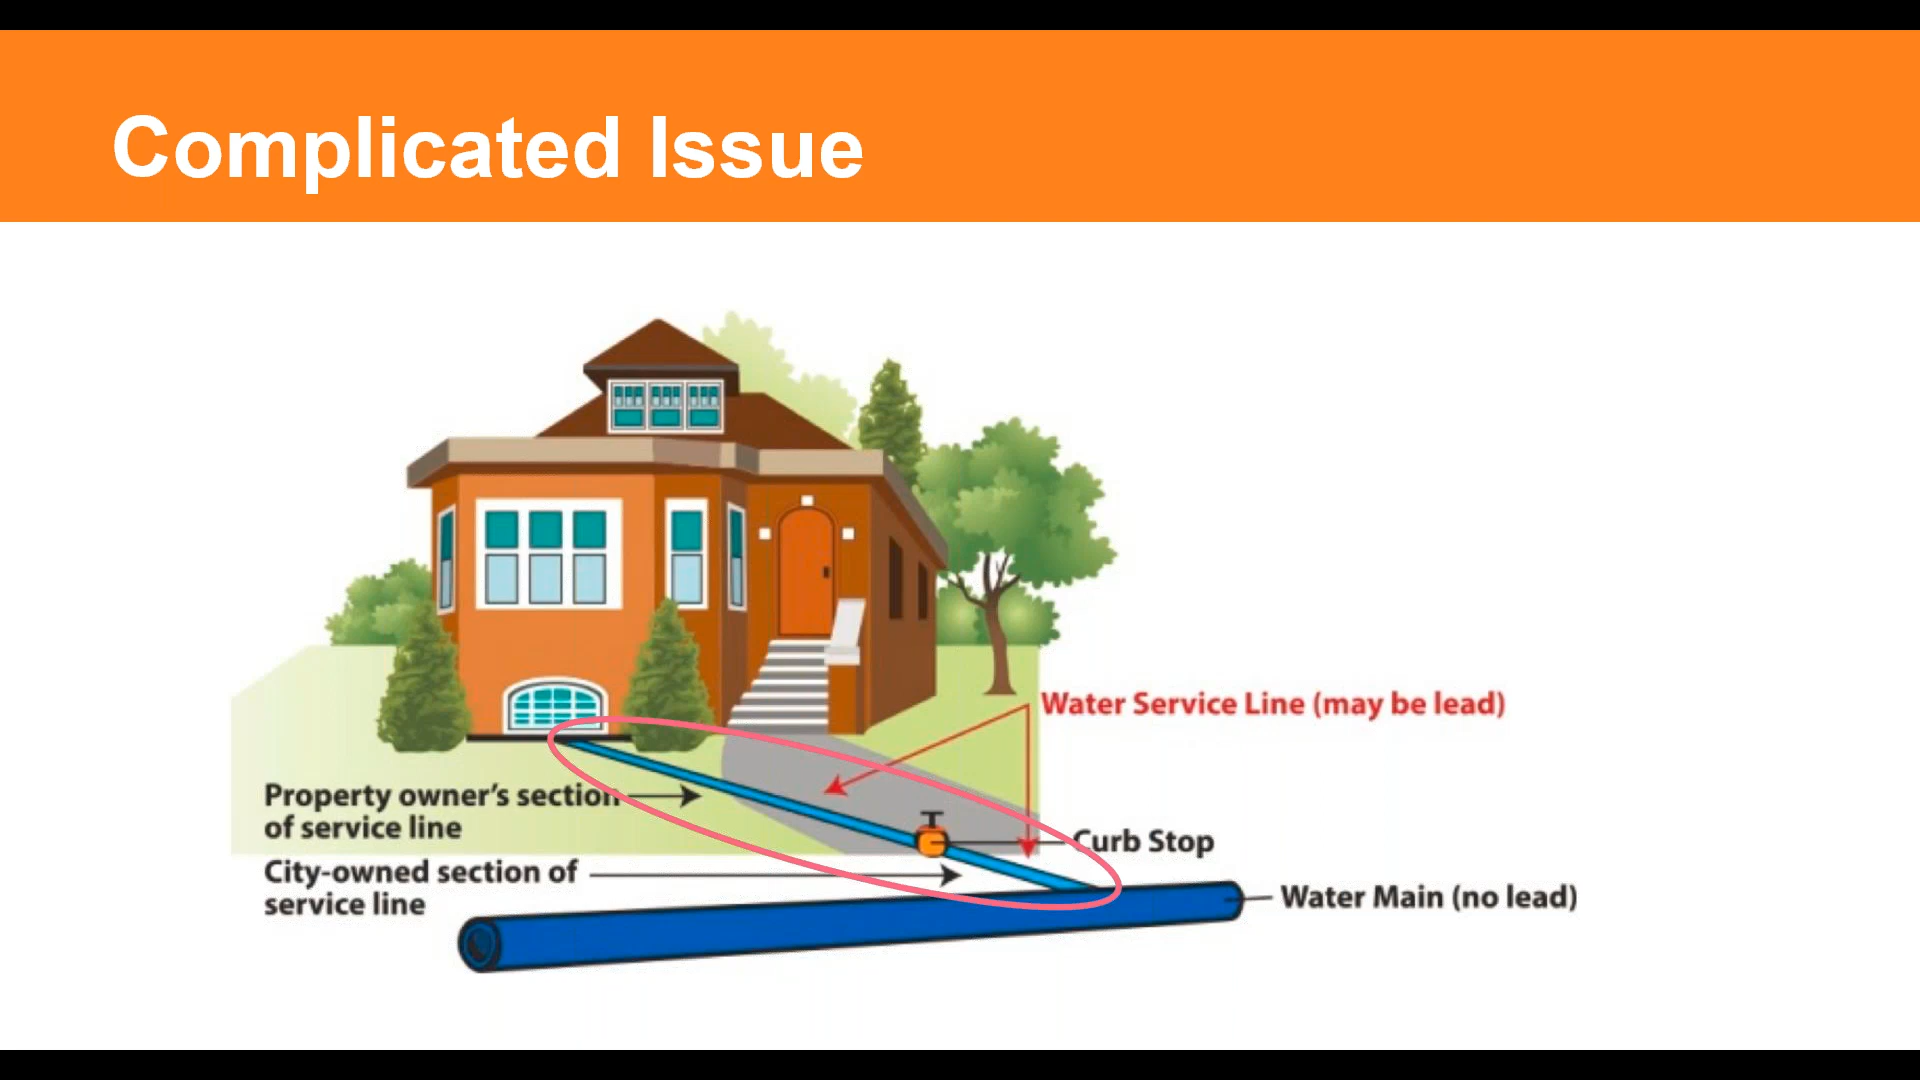 Complicated Issue
Water Service Line (may be lead)
Property owner's section
of service line
Curb Stop
City-owned section of
service line
Water Main (no lead)